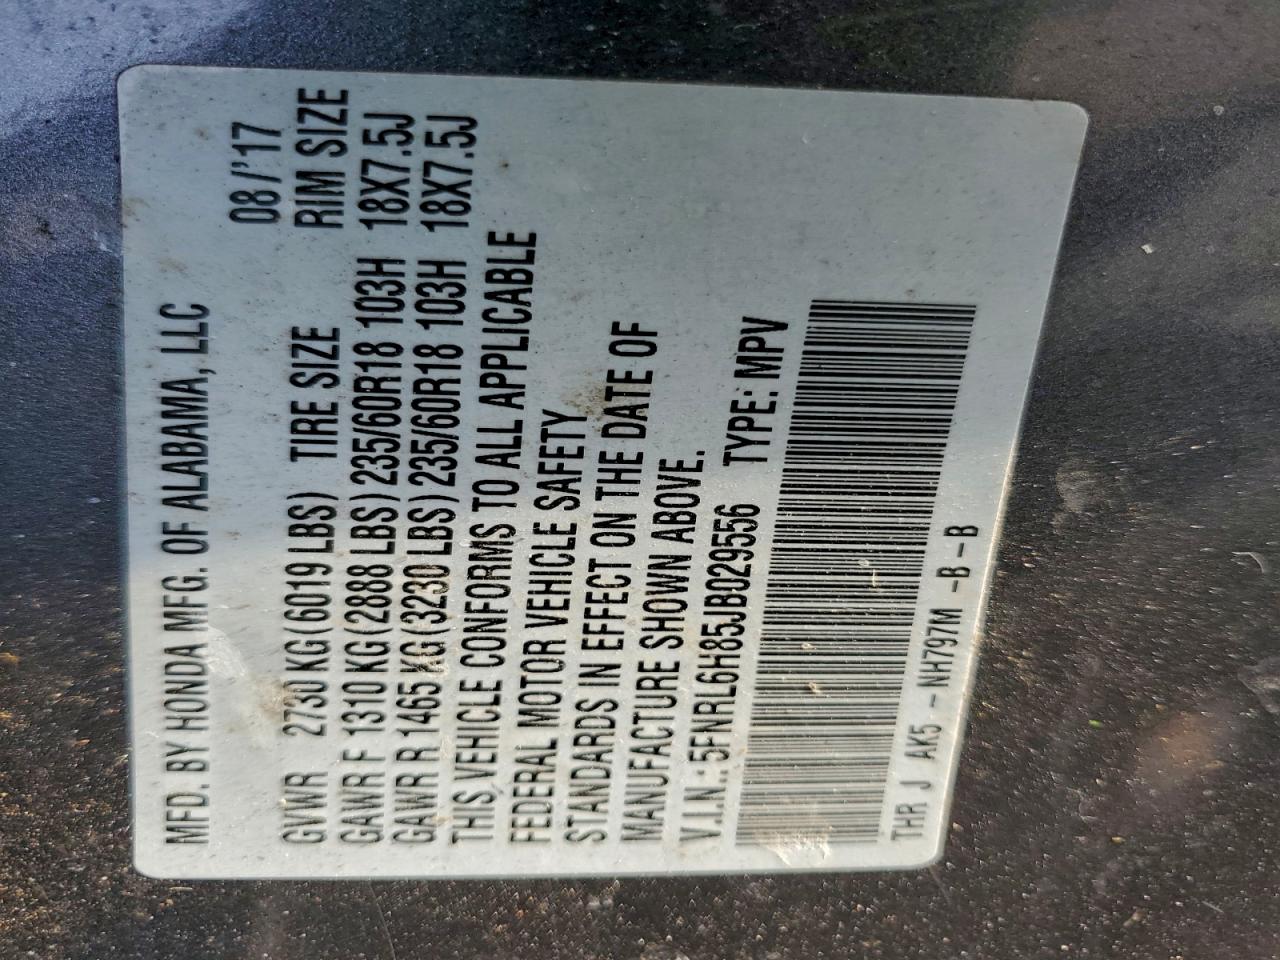 MFD. BY HONDA MFG. OF ALABAMA, LLC
08/'17
GVWR 2730 KG (6019 LBS) TIRE SIZE RIM SIZE
GAWR F 1310 KG (2888 LBS) 235/60R18 103H 18X7.5J
GAWR R 1465 KG (3230 LBS) 235/60R18 103H 18X7.5J
THIS VEHICLE CONFORMS TO ALL APPLICABLE
FEDERAL MOTOR VEHICLE SAFETY
STANDARDS IN EFFECT ON THE DATE OF
MANUFACTURE SHOWN ABOVE.
V.I.N.: 5FNRL6H85JB029556 TYPE: MPV
THR J AK5 - NH797M -B-B